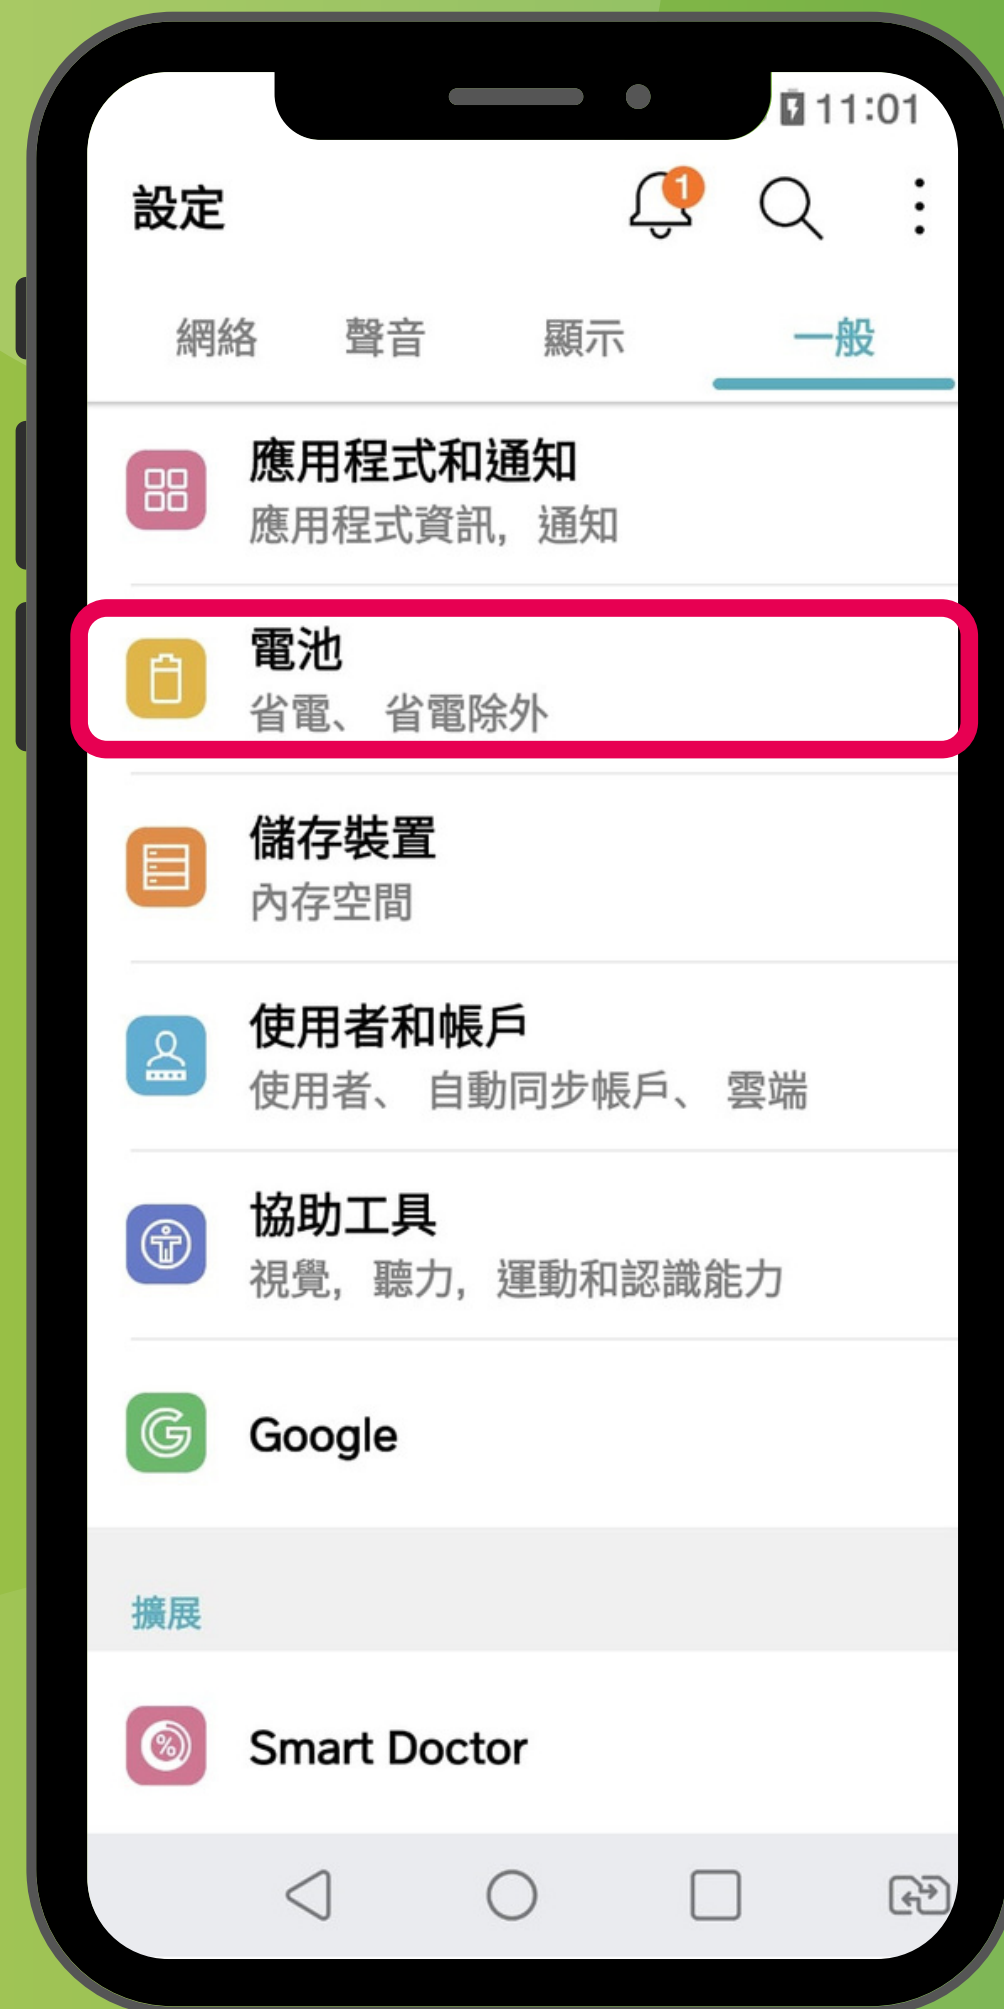 11:01
設定
1
網絡 聲音 顯示 一般
應用程式和通知
應用程式資訊, 通知
電池
省電、 省電除外
儲存裝置
內存空間
使用者和帳戶
使用者、 自動同步帳戶、 雲端
協助工具
視覺, 聽力, 運動和認識能力
Google
擴展
Smart Doctor